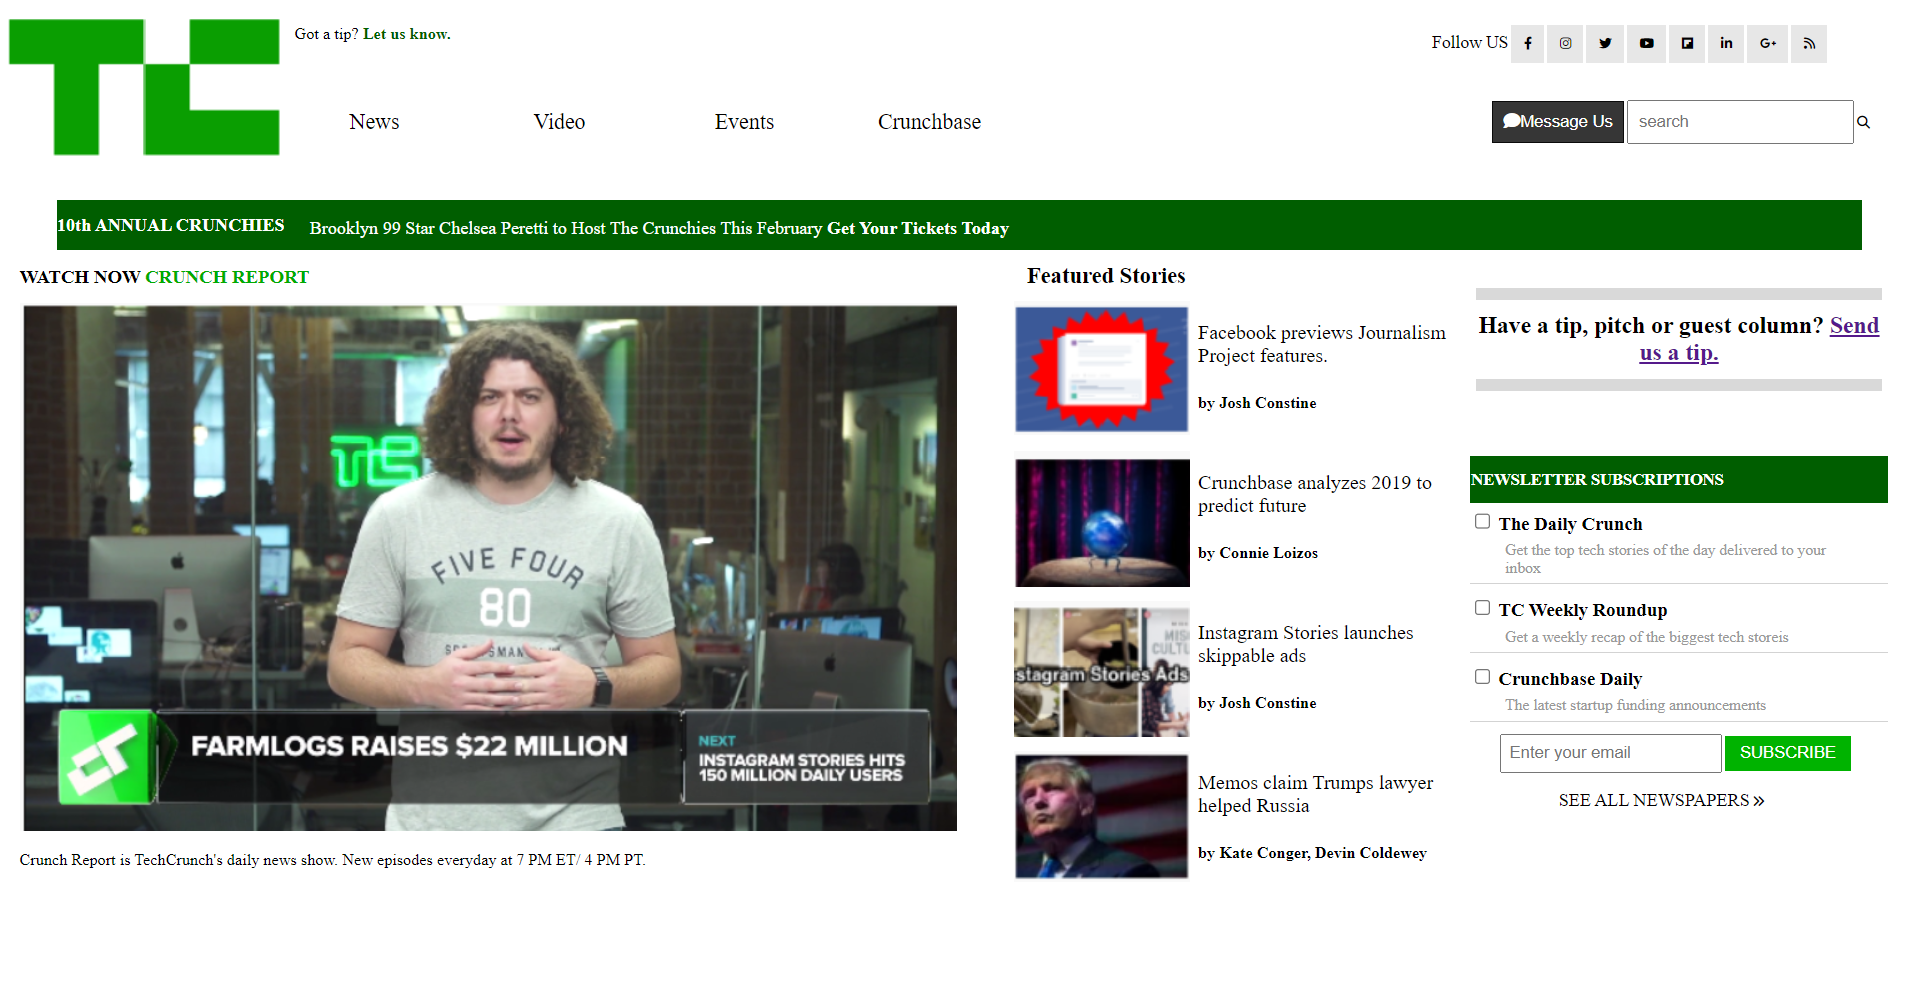 TC
Got a tip? Let us know.
Follow US
News
Video
Events
Crunchbase
Message Us
search
10th ANNUAL CRUNCHIES
Brooklyn 99 Star Chelsea Peretti to Host The Crunchies This February Get Your Tickets Today
WATCH NOW CRUNCH REPORT
TC
FIVE FOUR
80
FARMLOGS RAISES $22 MILLION
NEXT
INSTAGRAM STORIES HITS
150 MILLION DAILY USERS
Crunch Report is TechCrunch's daily news show. New episodes everyday at 7 PM ET/ 4 PM PT.
Featured Stories
Facebook previews Journalism
Project features.
by Josh Constine
Crunchbase analyzes 2019 to
predict future
by Connie Loizos
stagram Stories Ads
Instagram Stories launches
skippable ads
by Josh Constine
Memos claim Trumps lawyer
helped Russia
by Kate Conger, Devin Coldewey
Have a tip, pitch or guest column? Send
us a tip.
NEWSLETTER SUBSCRIPTIONS
The Daily Crunch
Get the top tech stories of the day delivered to your
inbox
TC Weekly Roundup
Get a weekly recap of the biggest tech storeis
Crunchbase Daily
The latest startup funding announcements
Enter your email
SUBSCRIBE
SEE ALL NEWSPAPERS »